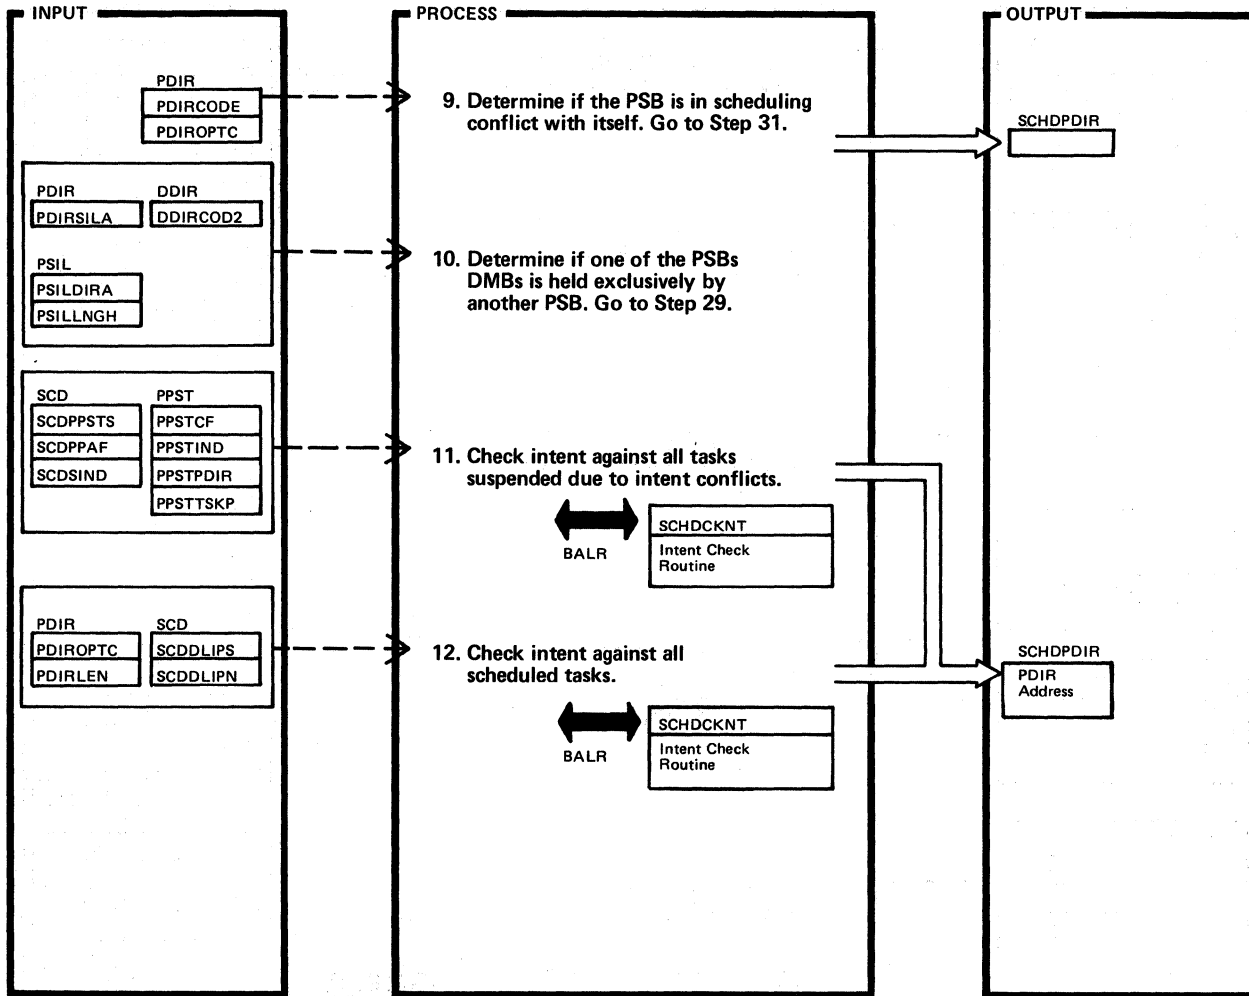 INPUT
PROCESS
OUTPUT
PDIR
PDIRCODE
PDIROPTC
9. Determine if the PSB is in scheduling
conflict with itself. Go to Step 31.
SCHDPDIR
PDIR DDIR
PDIRSILA DDIRCOD2
PSIL
PSILDIRA
PSILLNGH
10. Determine if one of the PSBs
DMBs is held exclusively by
another PSB. Go to Step 29.
SCD PPST
SCDPPSTS PPSTCF
SCDPPAF PPSTIND
SCDSIND PPSTPDIR
PPSTTSKP
11. Check intent against all tasks
suspended due to intent conflicts.
BALR
SCHDCKNT
Intent Check
Routine
PDIR SCD
PDIROPTC SCDDLIPS
PDIRLEN SCDDLIPN
12. Check intent against all
scheduled tasks.
BALR
SCHDCKNT
Intent Check
Routine
SCHDPDIR
PDIR
Address